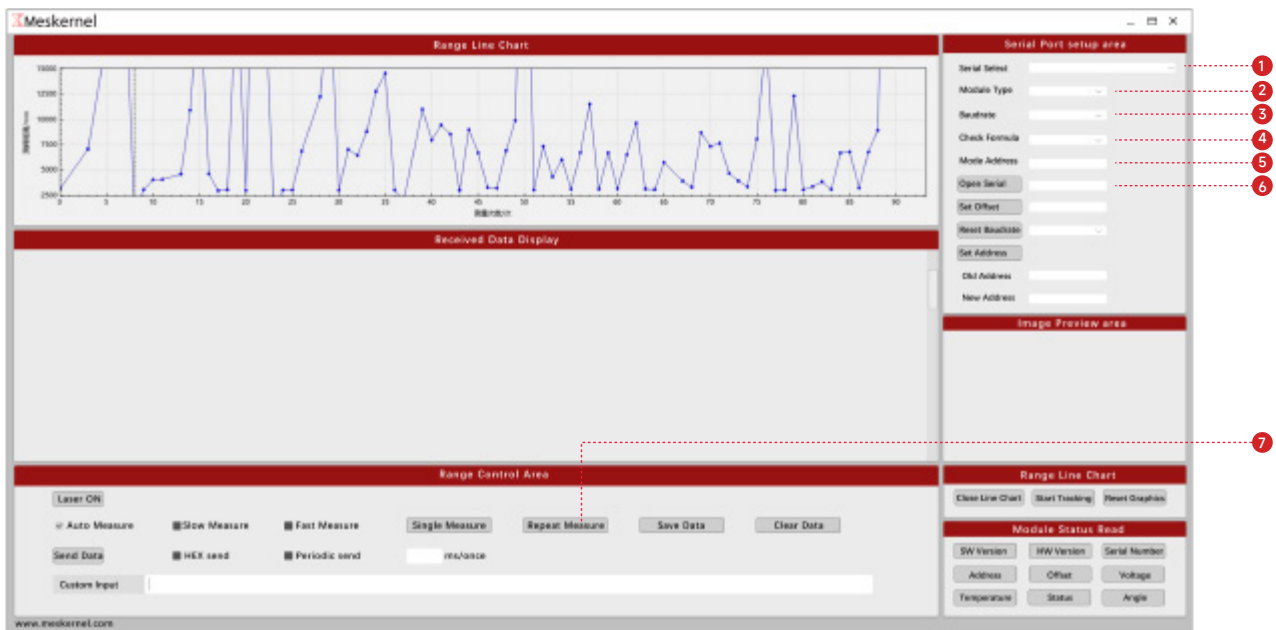 Meskernel
Range Line Chart
15000
12500
10000
7500
5000
2500
0 5 10 15 20 25 30 35 40 45 50 55 60 65 70 75 80 85 90
Received Data Display
Range Control Area
Laser ON
Auto Measure Slow Measure Fast Measure Single Measure Repeat Measure Save Data Clear Data
Send Data HEX send Periodic send ms/once
Custom Input
www.meskernel.com
Serial Port setup area
Serial Select 1
Module Type 2
Baudrate 3
Check Formula 4
Mode Address 5
Open Serial 6
Set Offset
Reset Baudrate
Set Address
Old Address
New Address
Image Preview area
7
Range Line Chart
Close Line Chart Start Tracking Reset Graphics
Module Status Read
SW Version HW Version Serial Number
Address Offset Voltage
Temperature Status Angle